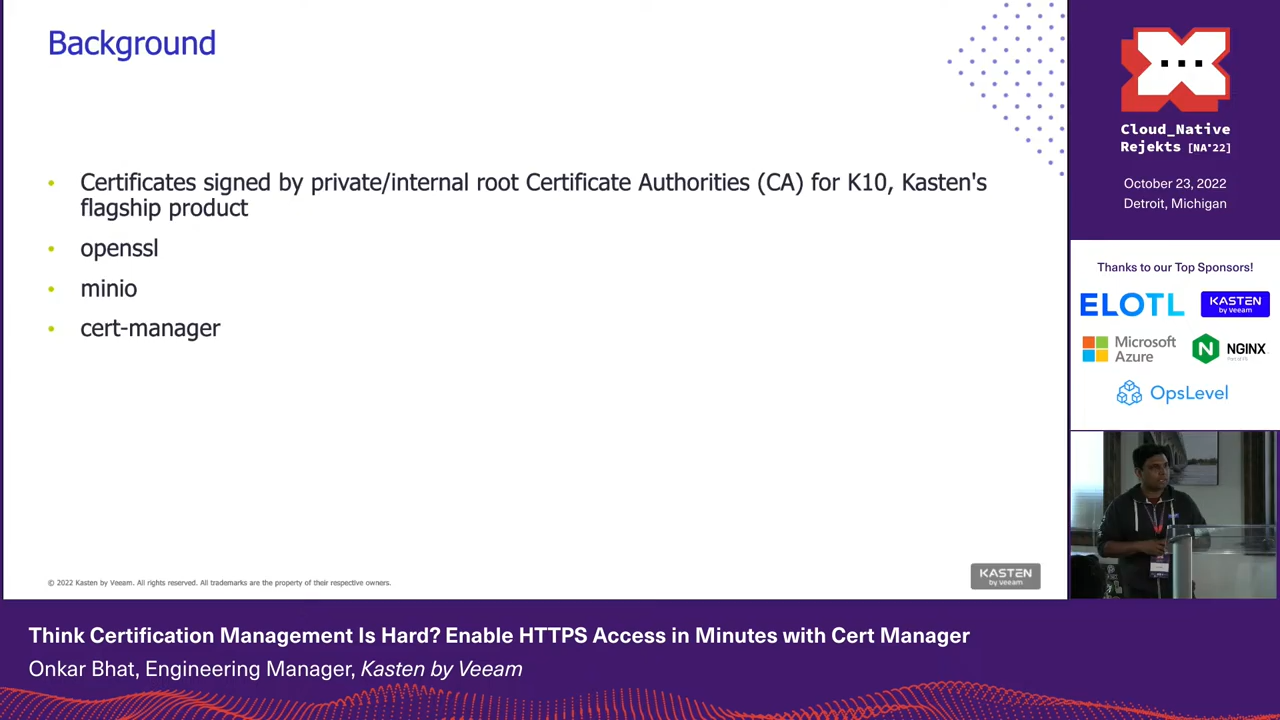 Background
• Certificates signed by private/internal root Certificate Authorities (CA) for K10, Kasten's
flagship product
• openssl
• minio
• cert-manager
© 2022 Kasten by Veeam. All rights reserved. All trademarks are the property of their respective owners.
KASTEN
by Veeam
Cloud_Native
Rejekts [NA'22]
October 23, 2022
Detroit, Michigan
Thanks to our Top Sponsors!
ELOTL
KASTEN
by Veeam
Microsoft
Azure
N
NGINX
OpsLevel
Think Certification Management Is Hard? Enable HTTPS Access in Minutes with Cert Manager
Onkar Bhat, Engineering Manager, Kasten by Veeam